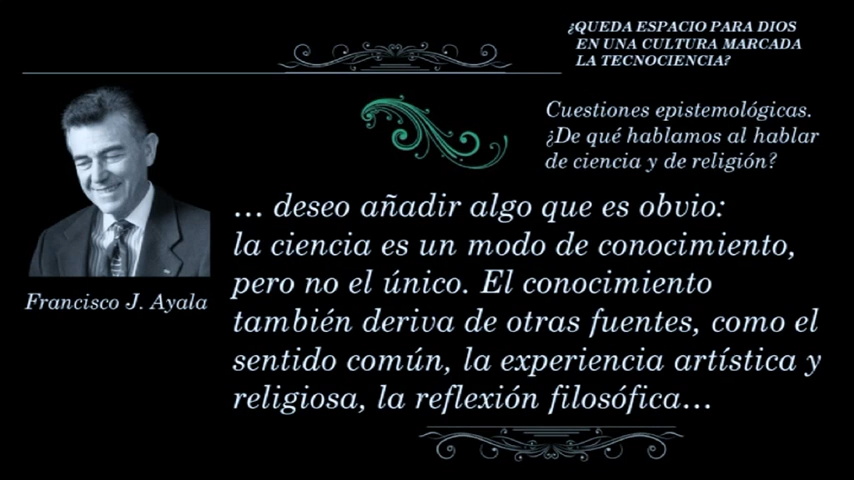 ¿QUEDA ESPACIO PARA DIOS
EN UNA CULTURA MARCADA
LA TECNOCIENCIA?
Cuestiones epistemológicas.
¿De qué hablamos al hablar
de ciencia y de religión?
... deseo añadir algo que es obvio:
la ciencia es un modo de conocimiento,
pero no el único. El conocimiento
también deriva de otras fuentes, como el
sentido común, la experiencia artística y
religiosa, la reflexión filosófica...
Francisco J. Ayala